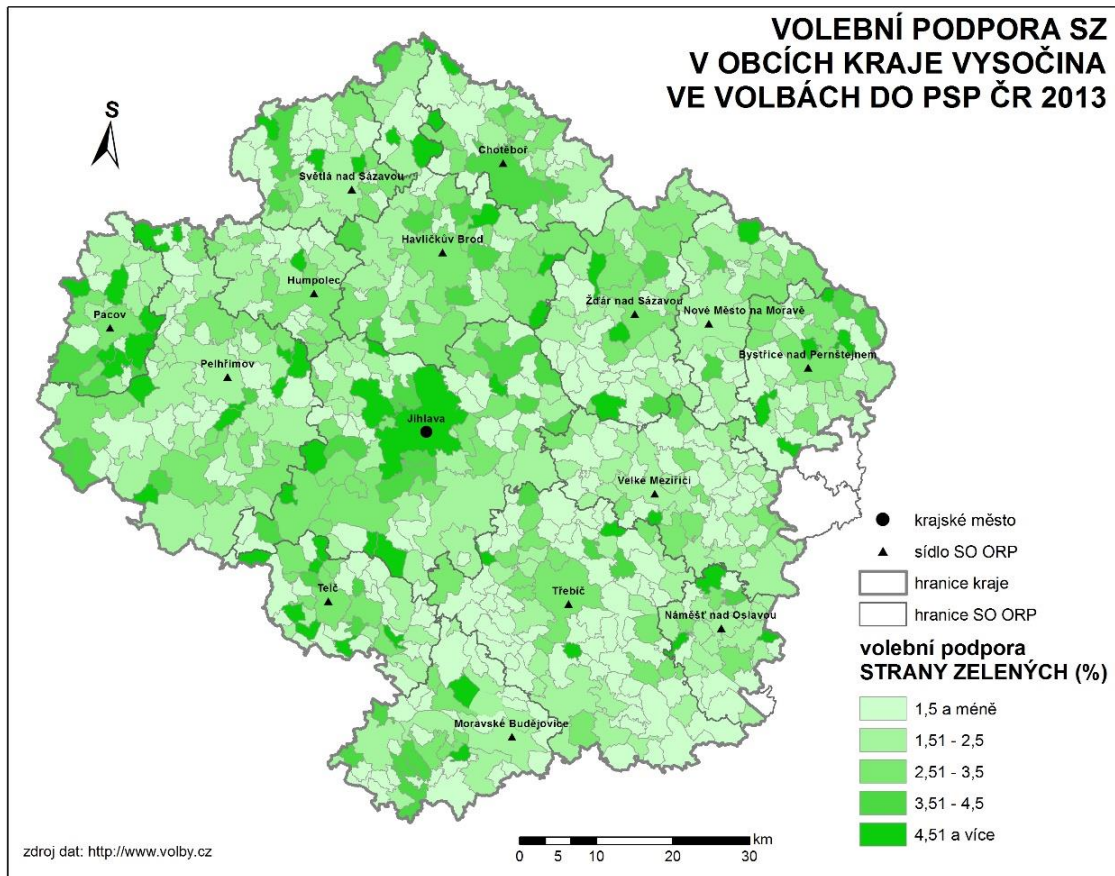 VOLEBNÍ PODPORA SZ
V OBCÍCH KRAJE VYSOČINA
VE VOLBÁCH DO PSP ČR 2013
S
Chotěboř
Světlá nad Sázavou
Havlíčkův Brod
Humpolec
Žďár nad Sázavou
Nové Město na Moravě
Pacov
Bystřice nad Pernštejnem
Pelhřimov
Jihlava
Velké Meziříčí
Telč
Třebíč
Náměšť nad Oslavou
Moravské Budějovice
krajské město
sídlo SO ORP
hranice kraje
hranice SO ORP
volební podpora
STRANY ZELENÝCH (%)
1,5 a méně
1,51 - 2,5
2,51 - 3,5
3,51 - 4,5
4,51 a více
km
0 5 10 20 30
zdroj dat: http://www.volby.cz